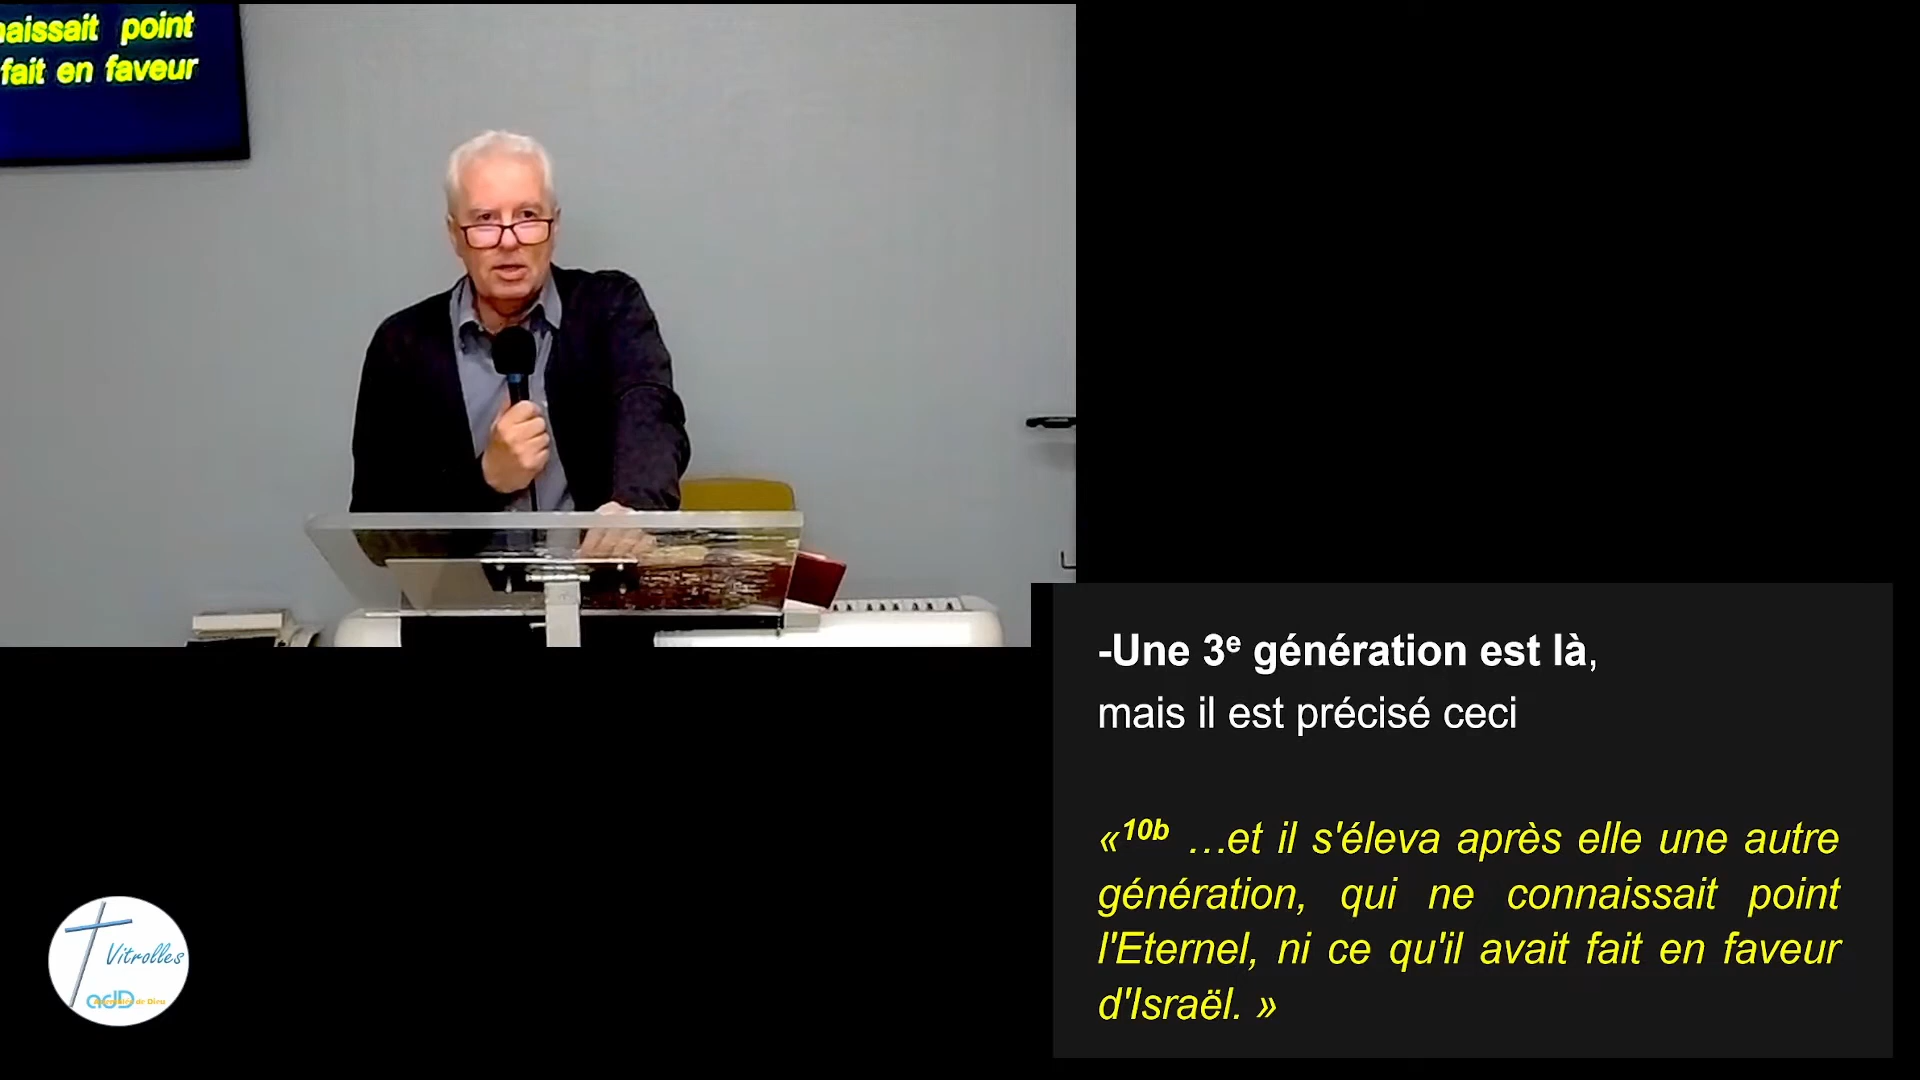 naissait point
fait en faveur
-Une 3e génération est là,
mais il est précisé ceci
«10b …et il s'éleva après elle une autre
génération, qui ne connaissait point
l'Eternel, ni ce qu'il avait fait en faveur
d'Israël. »
Vitrolles
adD
de Dieu